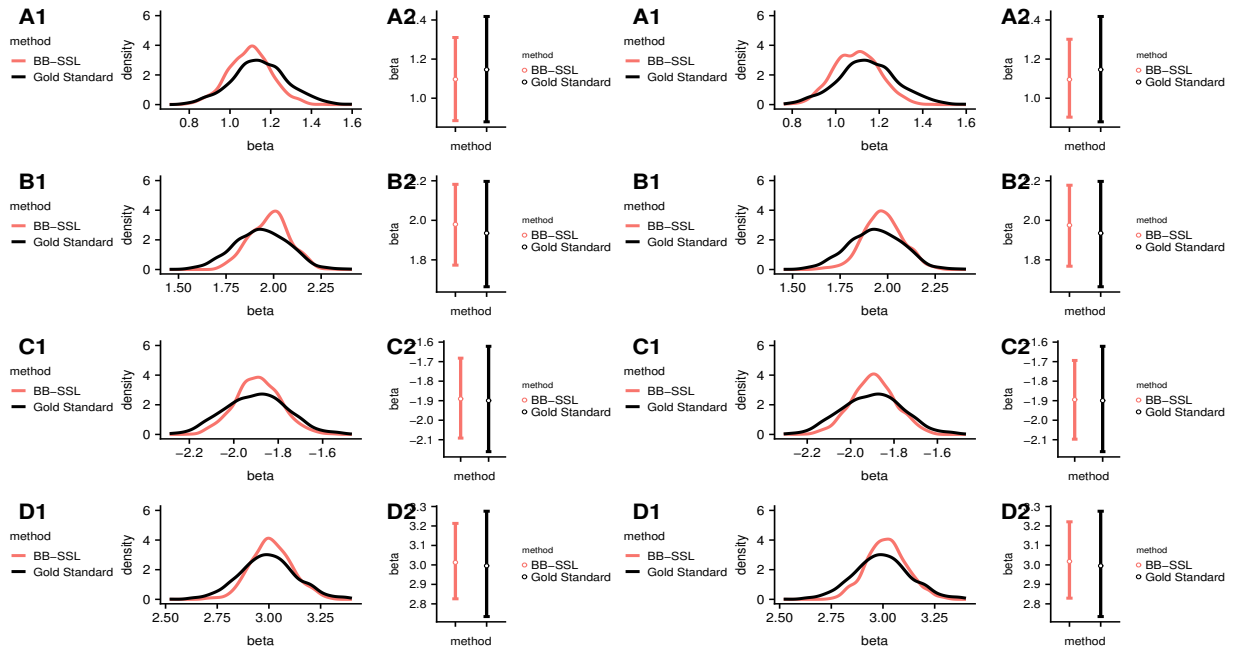 A1
method
BB−SSL
Gold Standard
density
6
4
2
0
0.8 1.0 1.2 1.4 1.6
beta
A2
beta
1.4
1.2
1.0
method
method
BB−SSL
Gold Standard
A1
method
BB−SSL
Gold Standard
density
6
4
2
0
0.8 1.0 1.2 1.4 1.6
beta
A2
beta
1.4
1.2
1.0
method
method
BB−SSL
Gold Standard
B1
method
BB−SSL
Gold Standard
density
6
4
2
0
1.50 1.75 2.00 2.25
beta
B2
beta
2.2
2.0
1.8
method
method
BB−SSL
Gold Standard
B1
method
BB−SSL
Gold Standard
density
6
4
2
0
1.50 1.75 2.00 2.25
beta
B2
beta
2.2
2.0
1.8
method
method
BB−SSL
Gold Standard
C1
method
BB−SSL
Gold Standard
density
6
4
2
0
−2.2 −2.0 −1.8 −1.6
beta
C2
beta
−1.6
−1.7
−1.8
−1.9
−2.0
−2.1
method
method
BB−SSL
Gold Standard
C1
method
BB−SSL
Gold Standard
density
6
4
2
0
−2.2 −2.0 −1.8 −1.6
beta
C2
beta
−1.6
−1.7
−1.8
−1.9
−2.0
−2.1
method
method
BB−SSL
Gold Standard
D1
method
BB−SSL
Gold Standard
density
6
4
2
0
2.50 2.75 3.00 3.25
beta
D2
beta
3.3
3.2
3.1
3.0
2.9
2.8
method
method
BB−SSL
Gold Standard
D1
method
BB−SSL
Gold Standard
density
6
4
2
0
2.50 2.75 3.00 3.25
beta
D2
beta
3.3
3.2
3.1
3.0
2.9
2.8
method
method
BB−SSL
Gold Standard